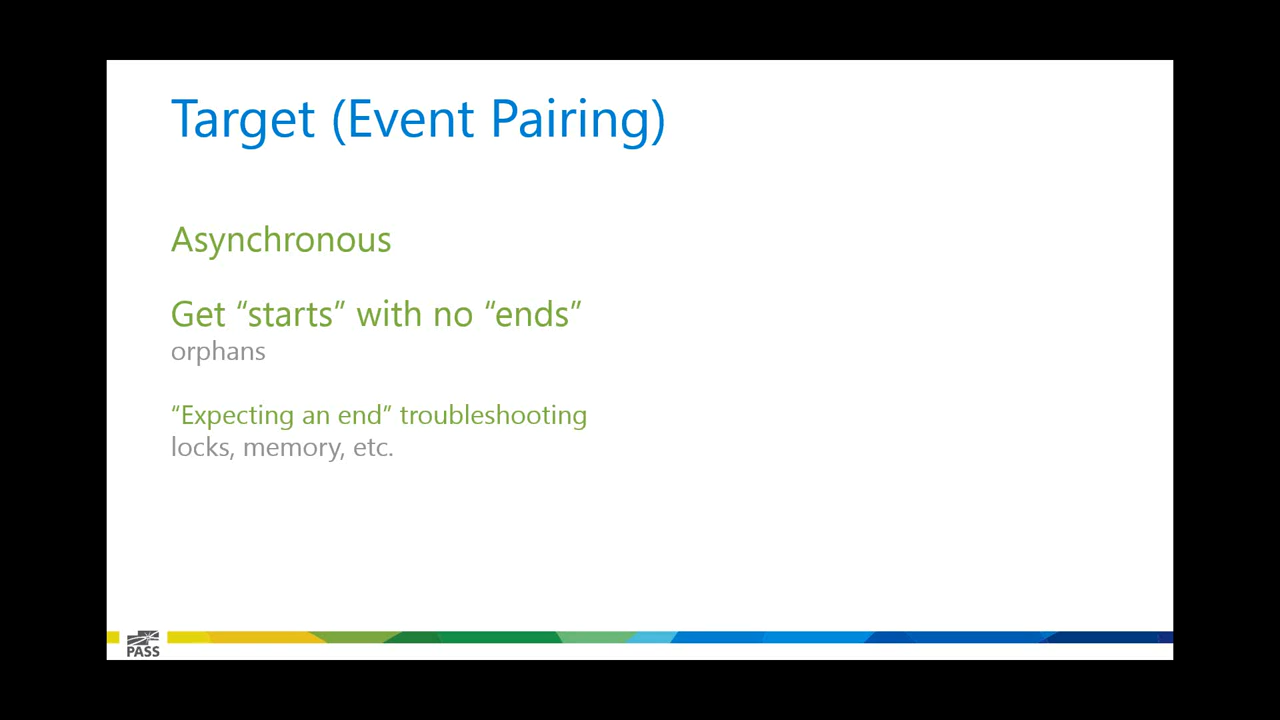 Target (Event Pairing)
Asynchronous
Get “starts” with no “ends”
orphans
“Expecting an end” troubleshooting
locks, memory, etc.
PASS